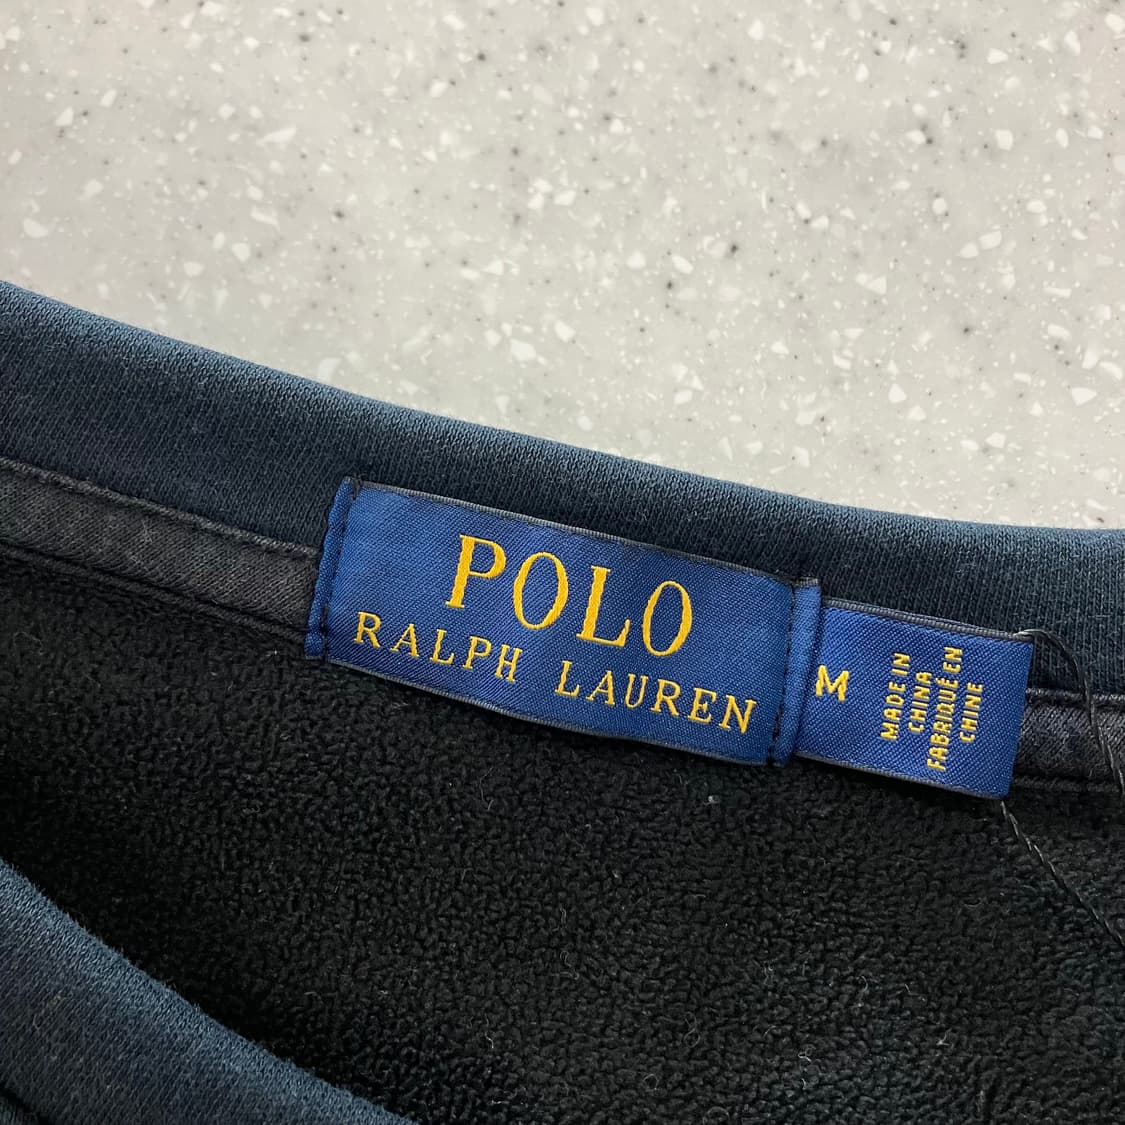 POLO
RALPH LAUREN
M
MADE IN
CHINA
FABRIQUÉ EN
CHINE